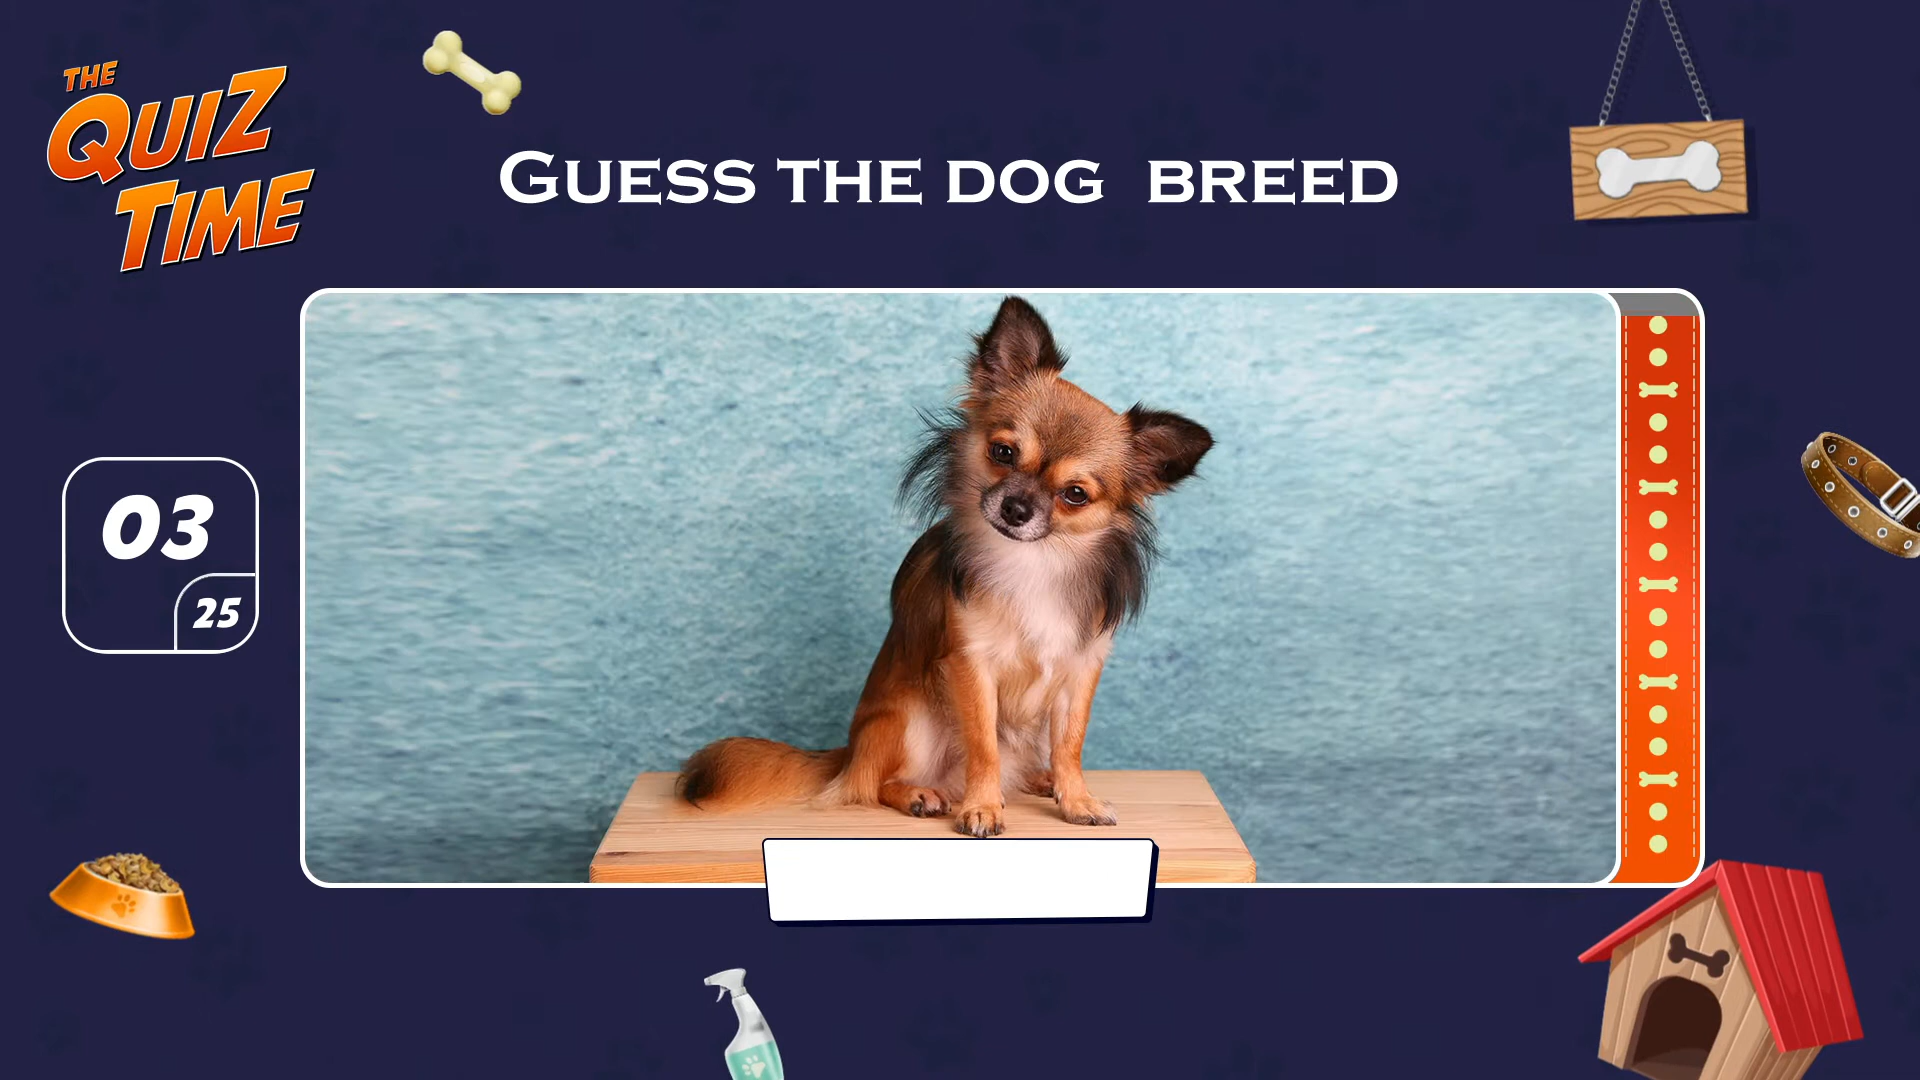 THE
QUIZ
TIME
GUESS THE DOG BREED
03
25